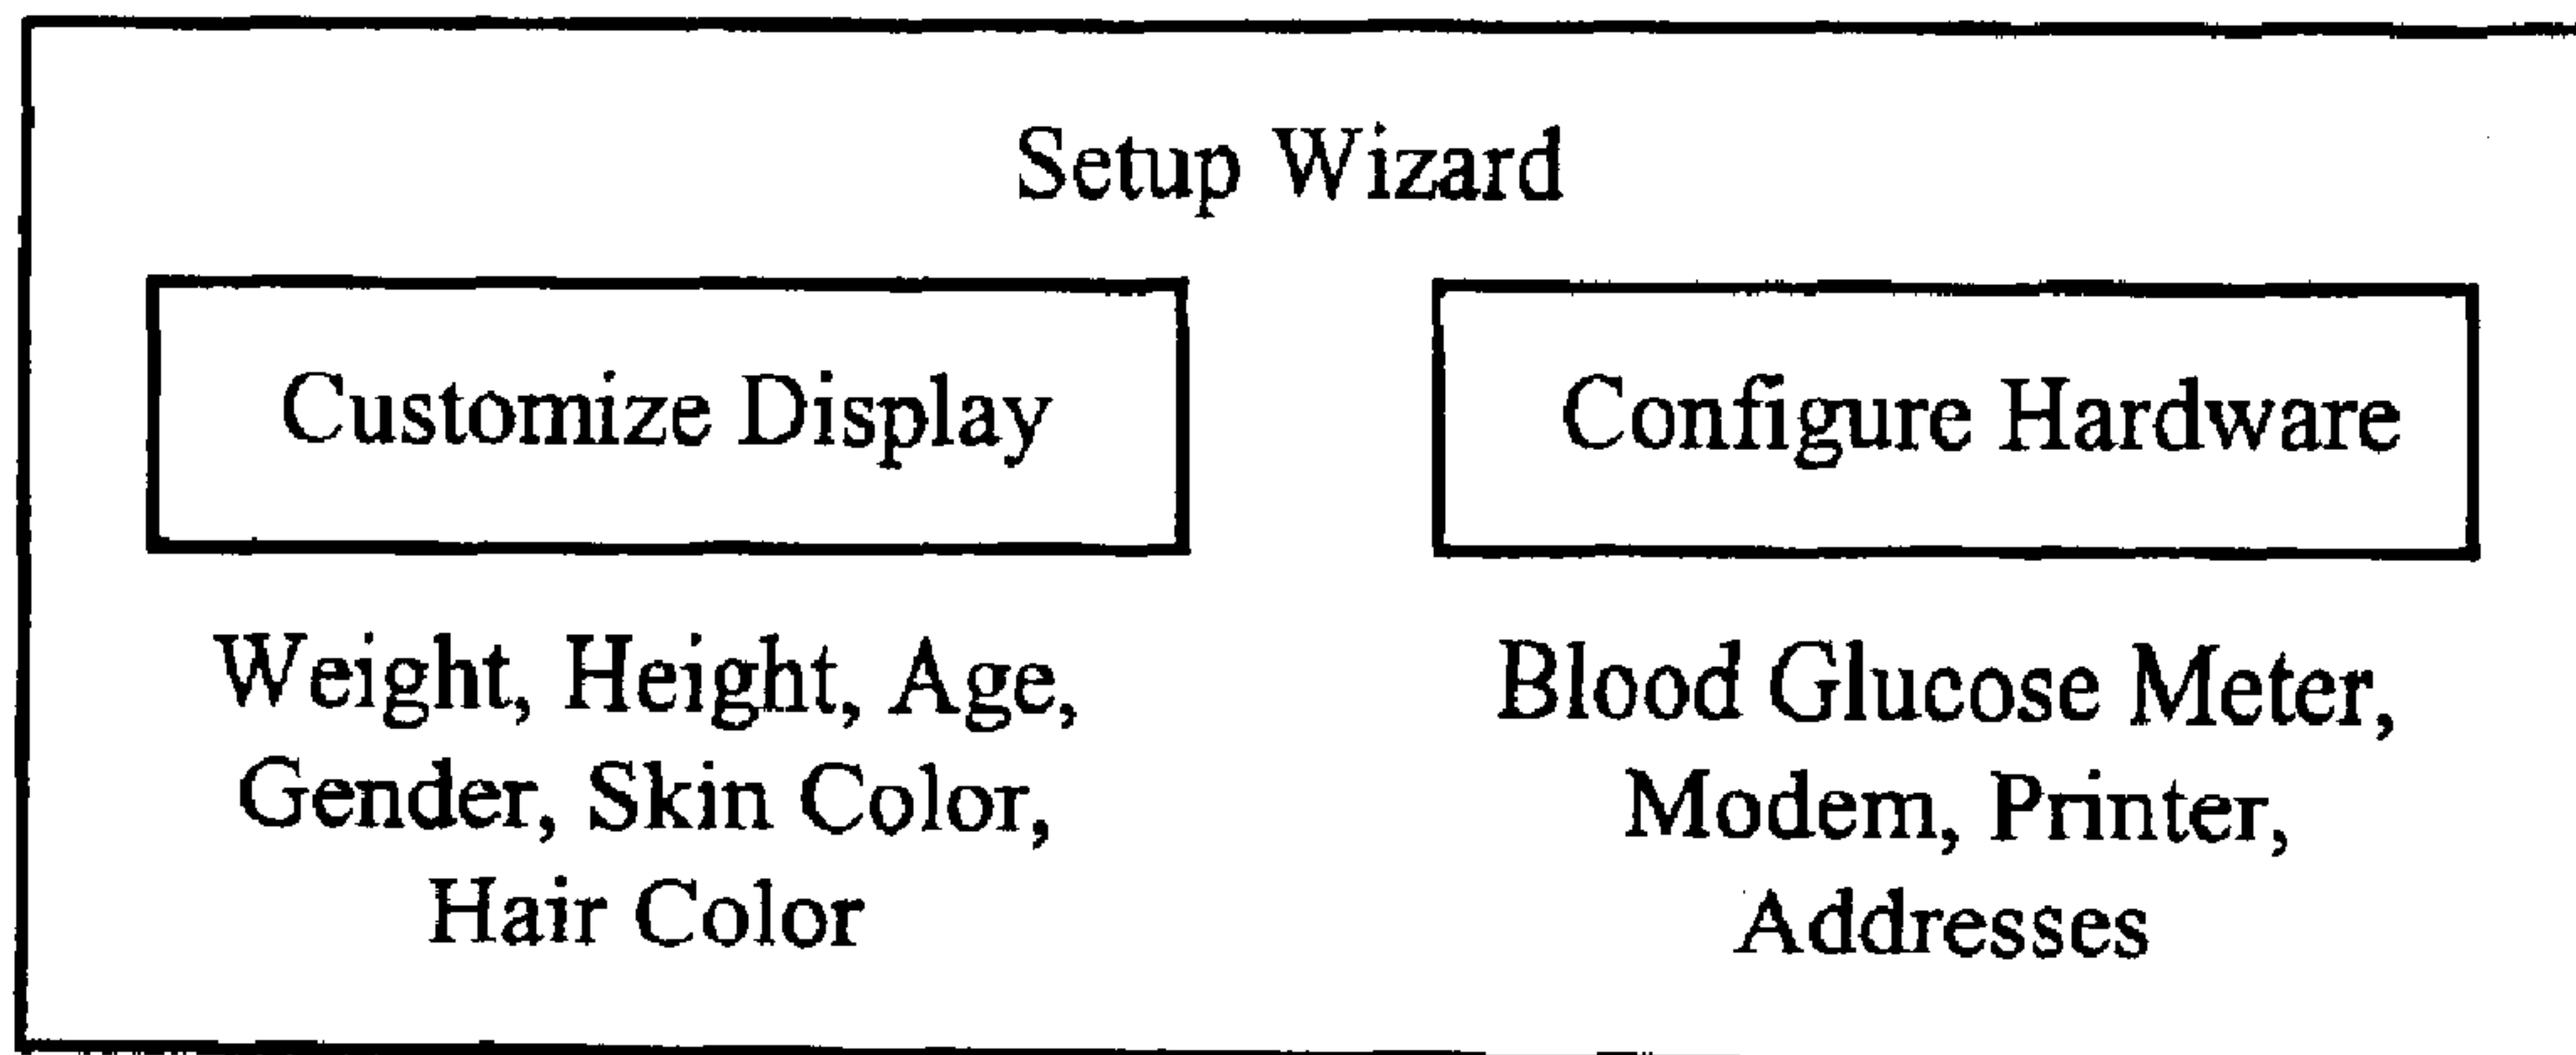 Setup Wizard
Customize Display
Configure Hardware
Weight, Height, Age,
Gender, Skin Color,
Hair Color
Blood Glucose Meter,
Modem, Printer,
Addresses